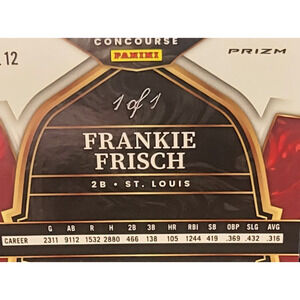 CONCOURSE
PANINI
PRIZM
12
1 of 1
FRANKIE
FRISCH
2B • ST. LOUIS
G AB R H 2B 3B HR RBI SB OBP SLG AVG
CAREER 2311 9112 1532 2880 466 138 105 1244 419 .369 .432 .316